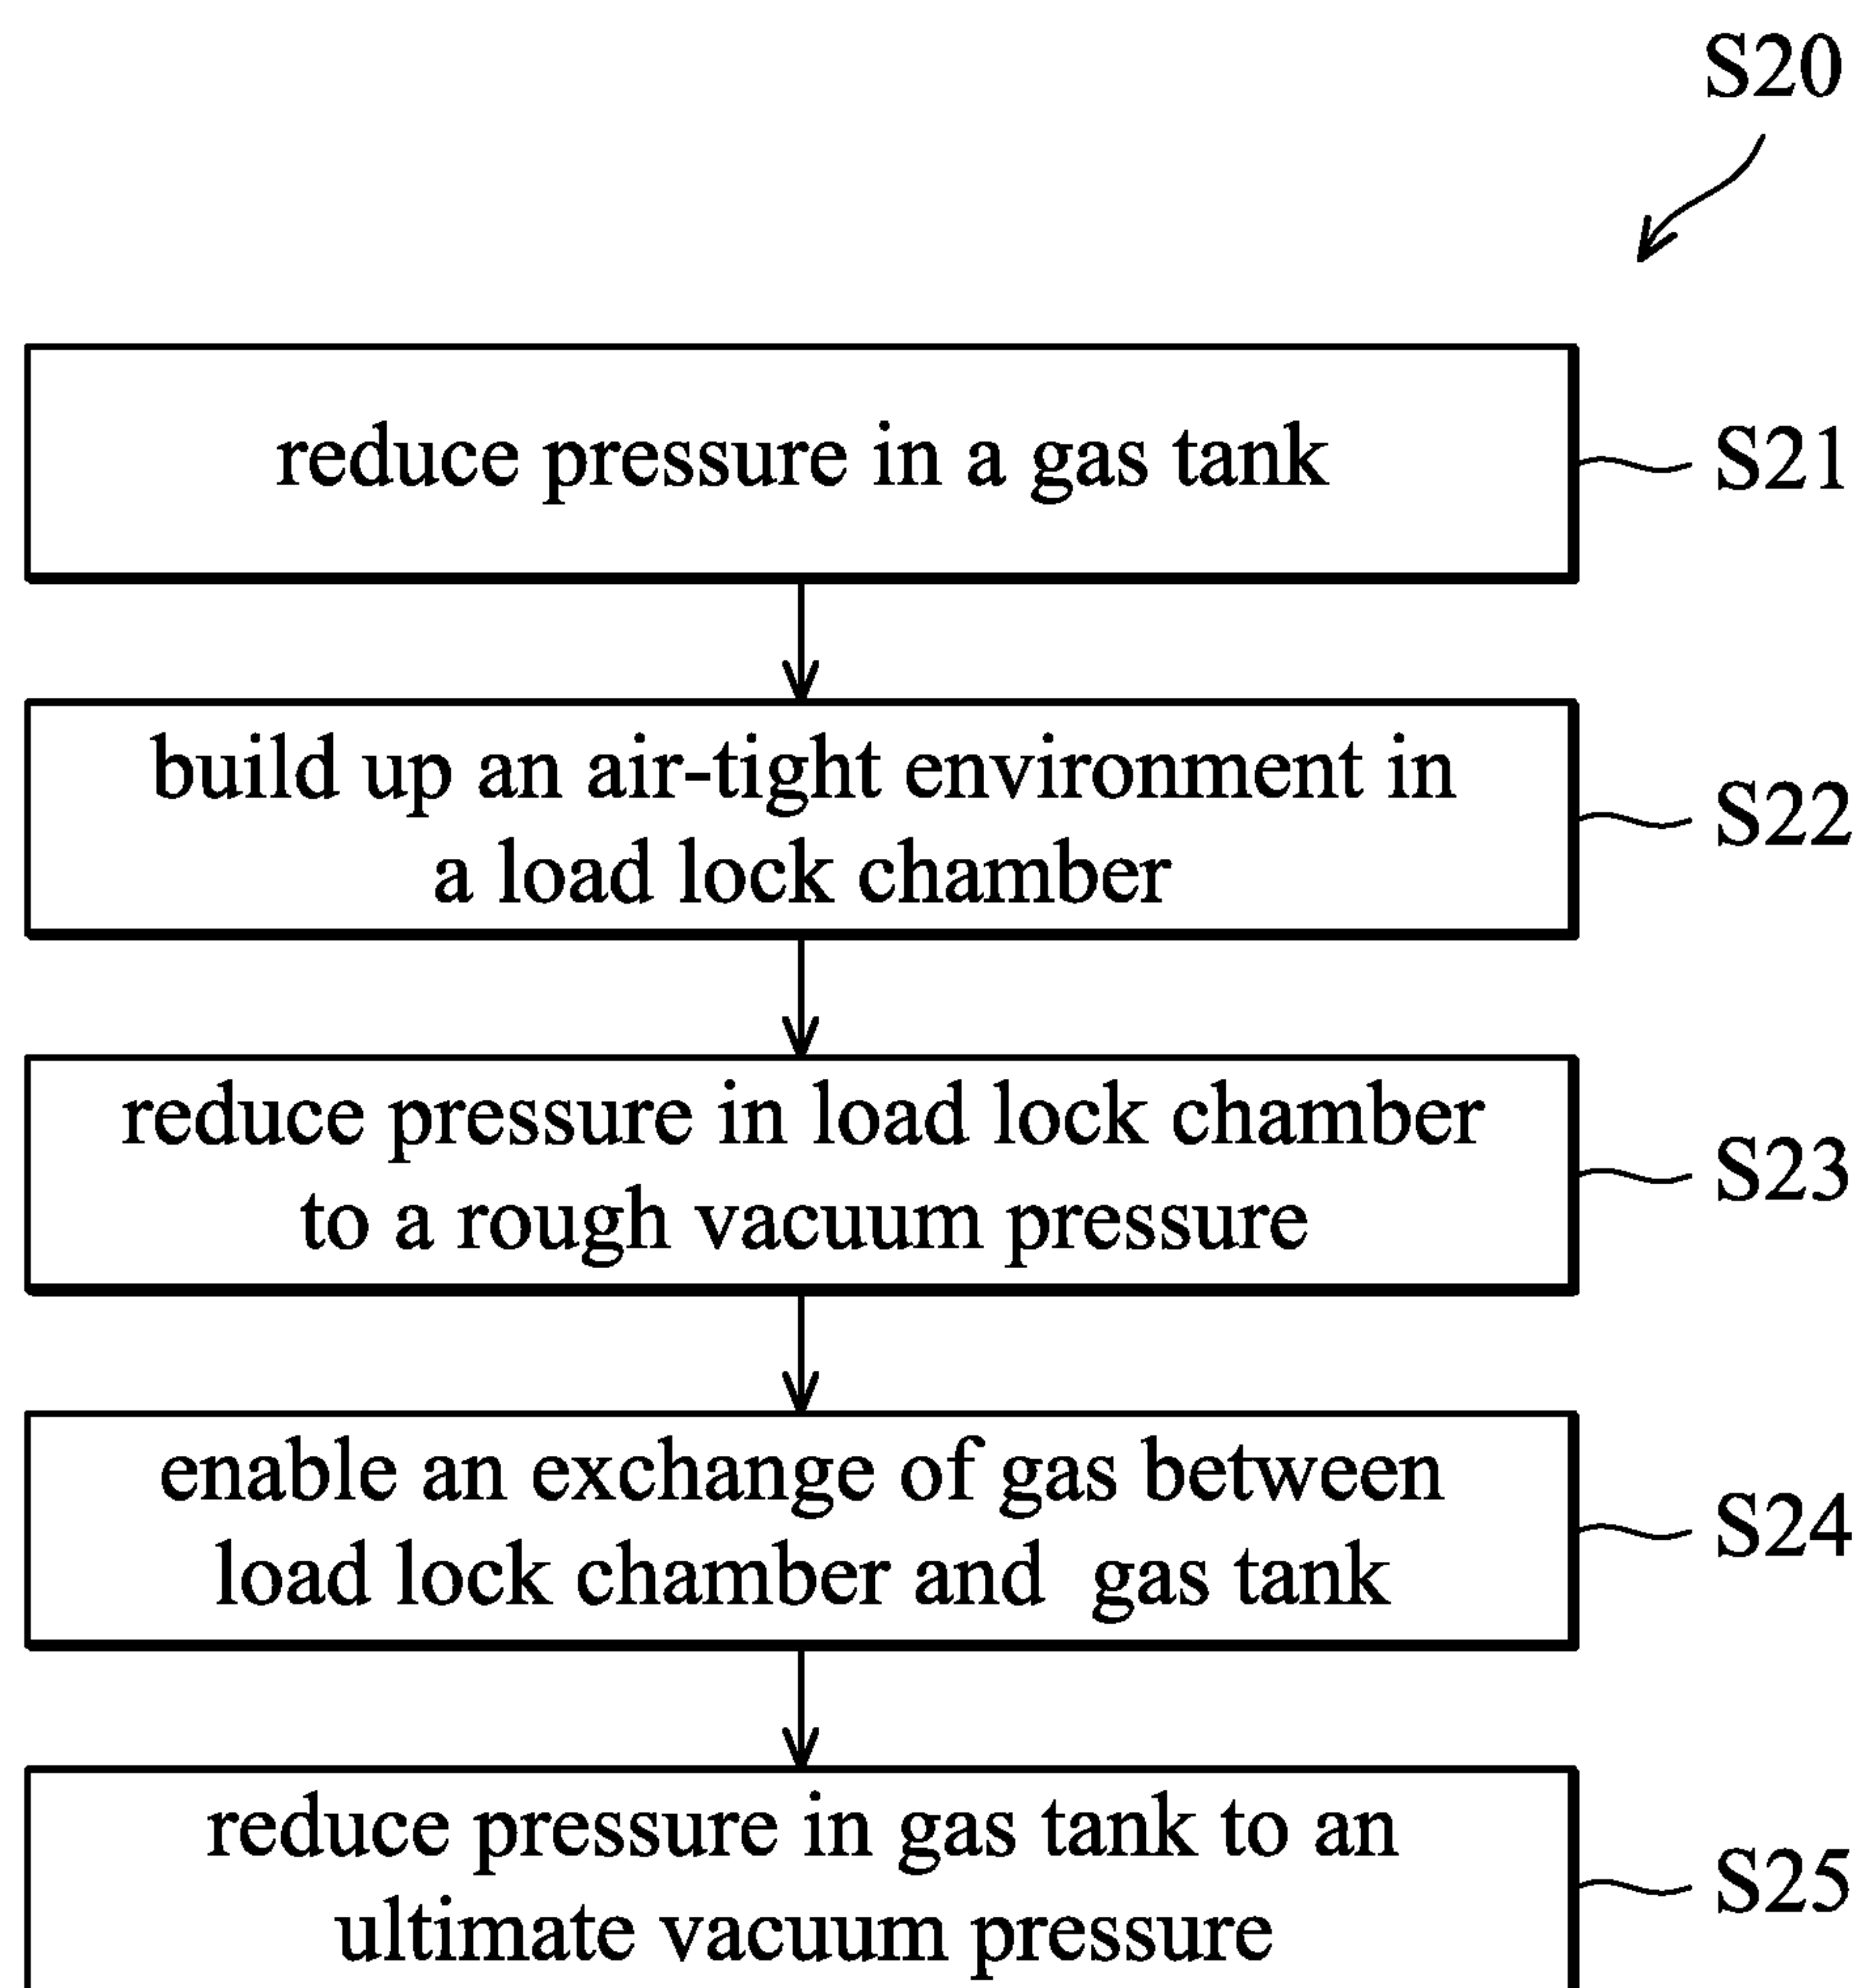 S20
reduce pressure in a gas tank
S21
build up an air-tight environment in
a load lock chamber
S22
reduce pressure in load lock chamber
to a rough vacuum pressure
S23
enable an exchange of gas between
load lock chamber and gas tank
S24
reduce pressure in gas tank to an
ultimate vacuum pressure
S25